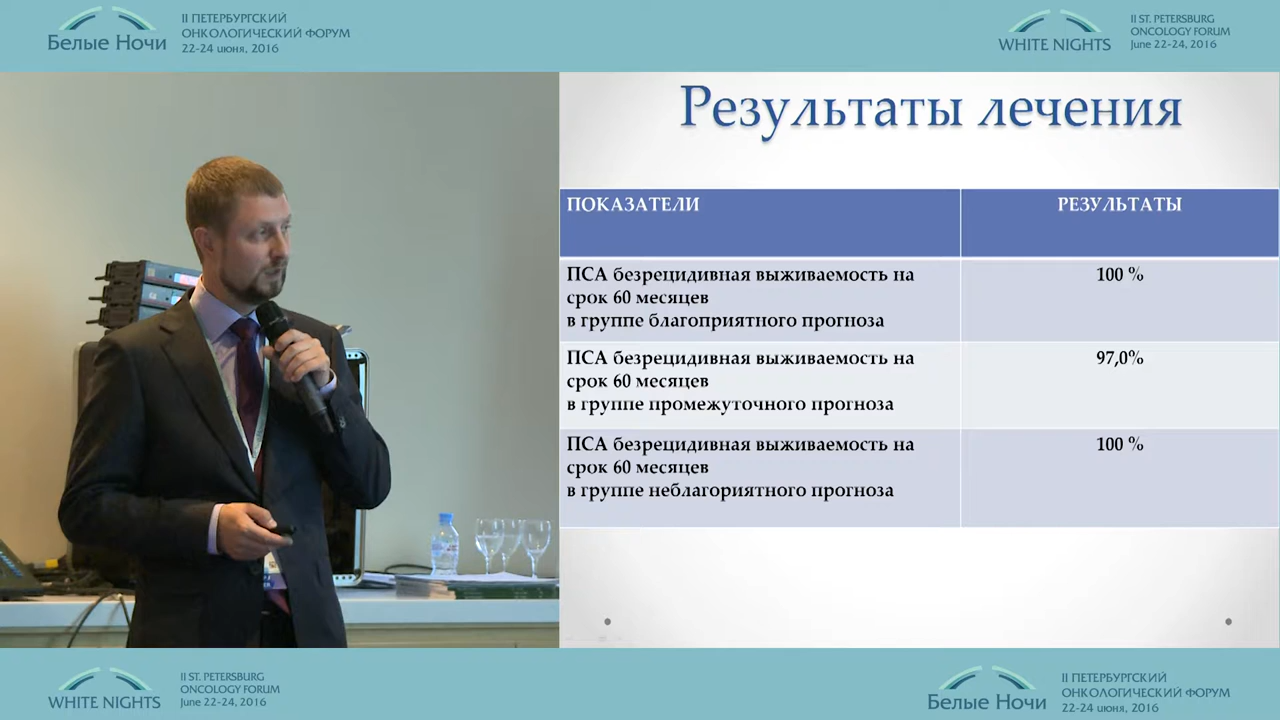 Белые Ночи
II ПЕТЕРБУРГСКИЙ
ОНКОЛОГИЧЕСКИЙ ФОРУМ
22-24 июня, 2016
WHITE NIGHTS
II ST. PETERSBURG
ONCOLOGY FORUM
June 22-24, 2016
Результаты лечения
ПОКАЗАТЕЛИ
РЕЗУЛЬТАТЫ
ПСА безрецидивная выживаемость на
срок 60 месяцев
в группе благоприятного прогноза
100 %
ПСА безрецидивная выживаемость на
срок 60 месяцев
в группе промежуточного прогноза
97,0%
ПСА безрецидивная выживаемость на
срок 60 месяцев
в группе неблагориятного прогноза
100 %
WHITE NIGHTS
II ST. PETERSBURG
ONCOLOGY FORUM
June 22-24, 2016
Белые Ночи
II ПЕТЕРБУРГСКИЙ
ОНКОЛОГИЧЕСКИЙ ФОРУМ
22-24 июня, 2016